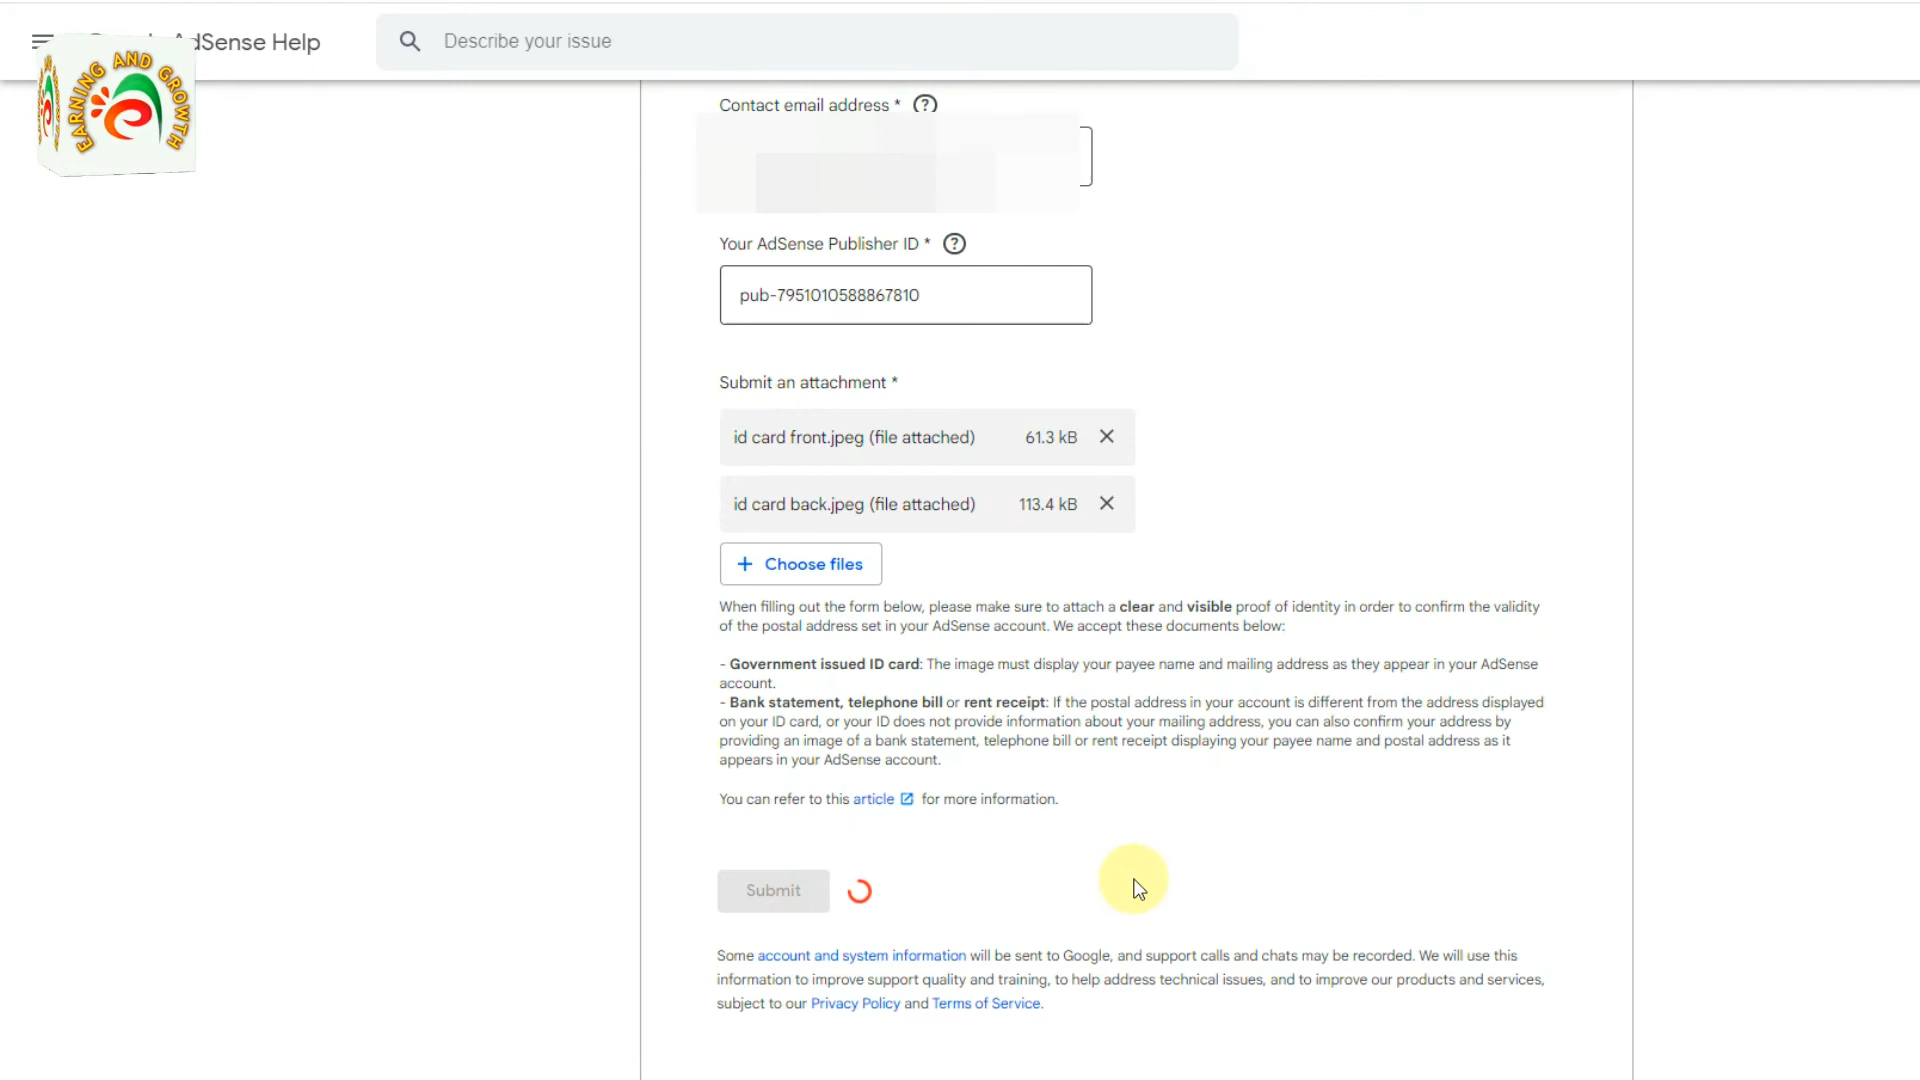 AdSense Help
Describe your issue
EARNING AND GROWTH
Contact email address *
Your AdSense Publisher ID *
pub-7951010588867810
Submit an attachment *
id card front.jpeg (file attached) 61.3 kB
id card back.jpeg (file attached) 113.4 kB
+ Choose files
When filling out the form below, please make sure to attach a clear and visible proof of identity in order to confirm the validity
of the postal address set in your AdSense account. We accept these documents below:
- Government issued ID card: The image must display your payee name and mailing address as they appear in your AdSense
account.
- Bank statement, telephone bill or rent receipt: If the postal address in your account is different from the address displayed
on your ID card, or your ID does not provide information about your mailing address, you can also confirm your address by
providing an image of a bank statement, telephone bill or rent receipt displaying your payee name and postal address as it
appears in your AdSense account.
You can refer to this article for more information.
Submit
Some account and system information will be sent to Google, and support calls and chats may be recorded. We will use this
information to improve support quality and training, to help address technical issues, and to improve our products and services,
subject to our Privacy Policy and Terms of Service.